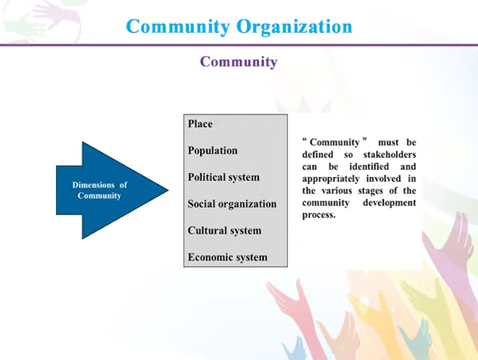 Community Organization
Community
Dimensions of
Community
Place
Population
Political system
Social organization
Cultural system
Economic system
“Community” must be
defined so stakeholders
can be identified and
appropriately involved in
the various stages of the
community development
process.